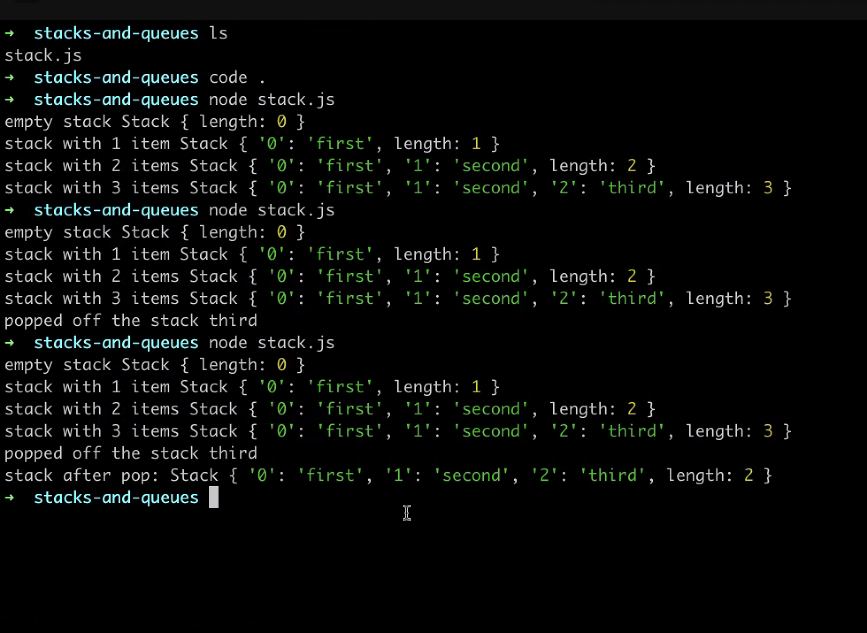 → stacks-and-queues ls
stack.js
→ stacks-and-queues code .
→ stacks-and-queues node stack.js
empty stack Stack { length: 0 }
stack with 1 item Stack { '0': 'first', length: 1 }
stack with 2 items Stack { '0': 'first', '1': 'second', length: 2 }
stack with 3 items Stack { '0': 'first', '1': 'second', '2': 'third', length: 3 }
→ stacks-and-queues node stack.js
empty stack Stack { length: 0 }
stack with 1 item Stack { '0': 'first', length: 1 }
stack with 2 items Stack { '0': 'first', '1': 'second', length: 2 }
stack with 3 items Stack { '0': 'first', '1': 'second', '2': 'third', length: 3 }
popped off the stack third
→ stacks-and-queues node stack.js
empty stack Stack { length: 0 }
stack with 1 item Stack { '0': 'first', length: 1 }
stack with 2 items Stack { '0': 'first', '1': 'second', length: 2 }
stack with 3 items Stack { '0': 'first', '1': 'second', '2': 'third', length: 3 }
popped off the stack third
stack after pop: Stack { '0': 'first', '1': 'second', '2': 'third', length: 2 }
→ stacks-and-queues